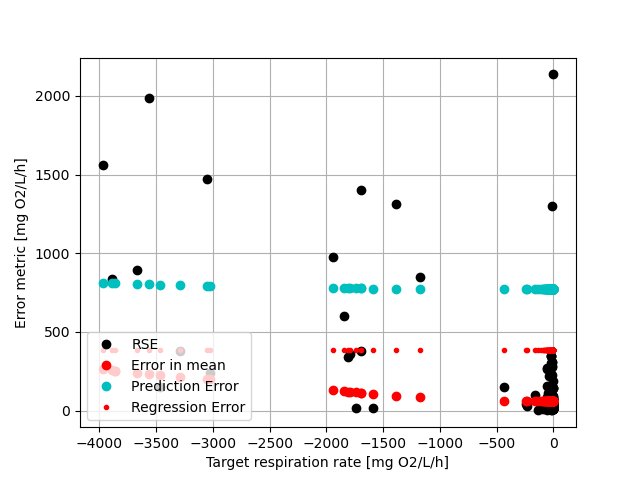 2000
1500
1000
500
0
Error metric [mg O2/L/h]
RSE
Error in mean
Prediction Error
Regression Error
−4000 −3500 −3000 −2500 −2000 −1500 −1000 −500 0
Target respiration rate [mg O2/L/h]